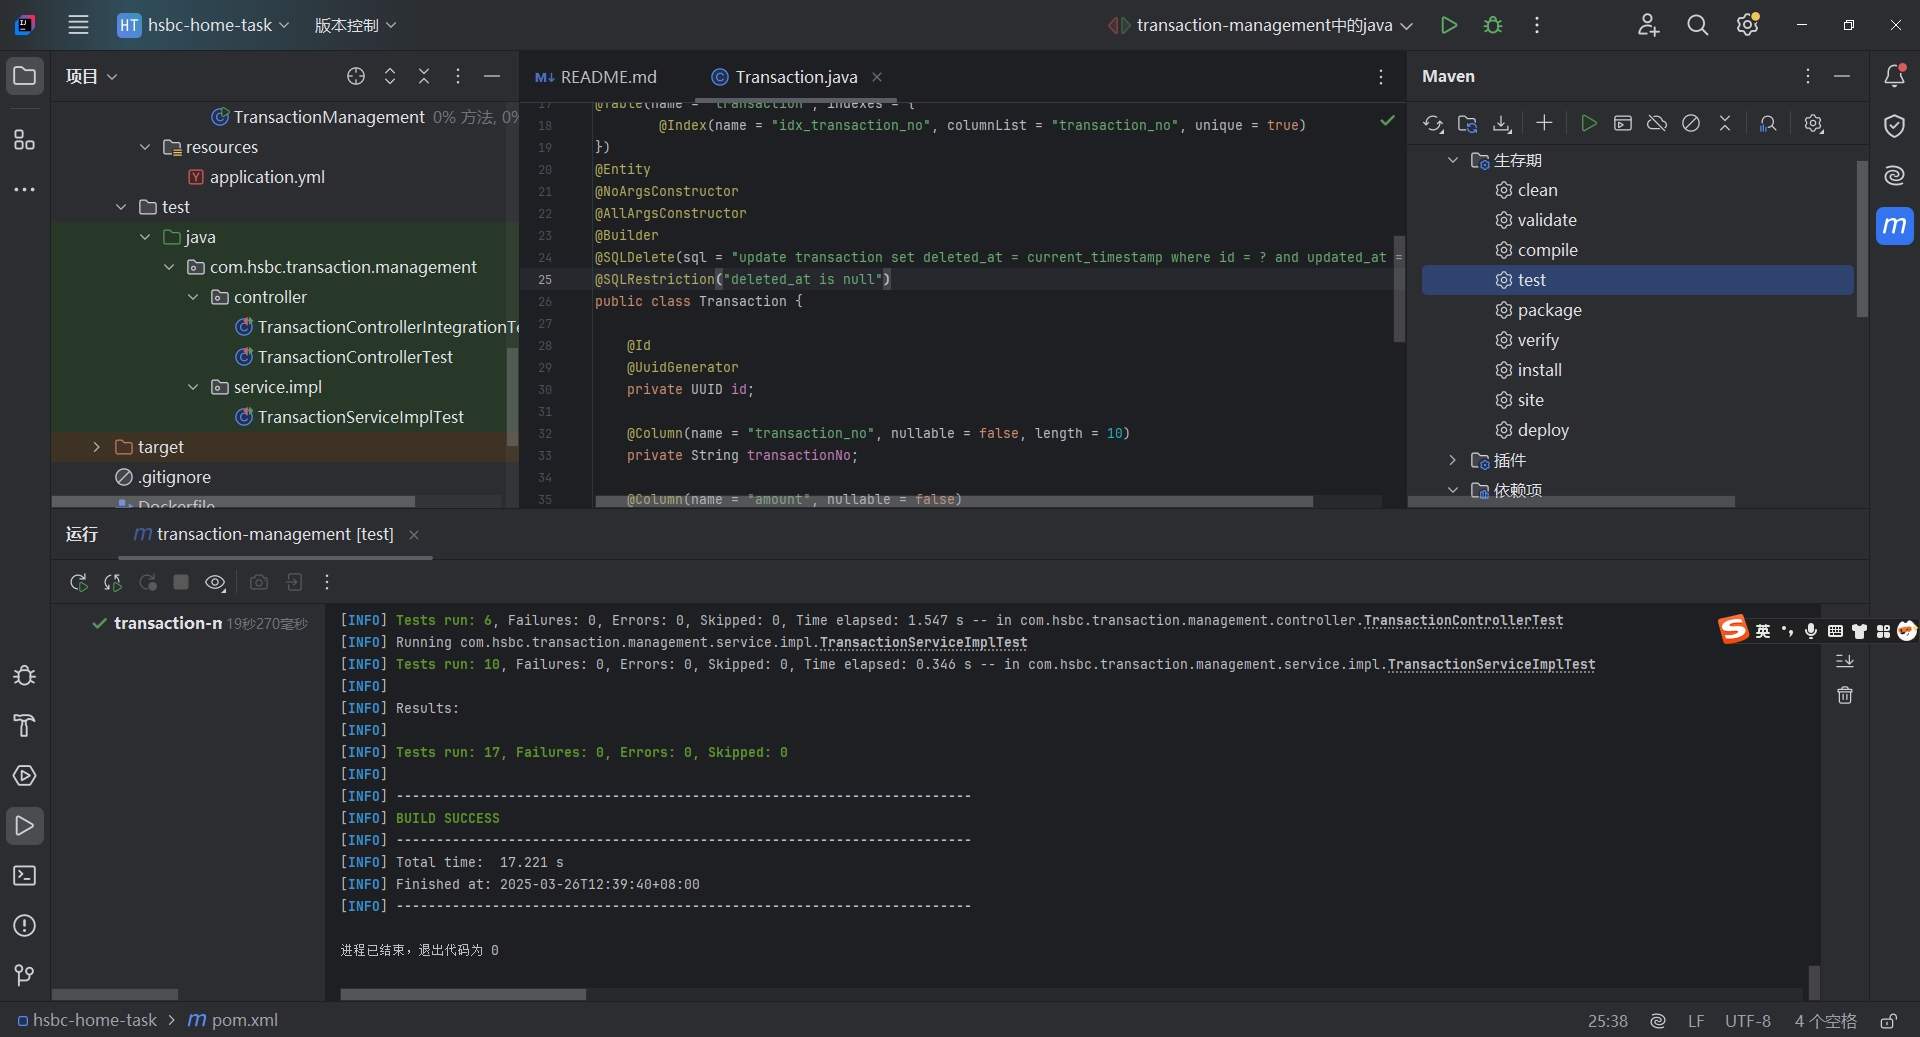 HT hsbc-home-task 版本控制
transaction-management中的java
项目
TransactionManagement 0% 方法, 0%
resources
application.yml
test
java
com.hsbc.transaction.management
controller
TransactionControllerIntegrationTe
TransactionControllerTest
service.impl
TransactionServiceImplTest
target
.gitignore
Dockerfile
README.md Transaction.java
17 @Table(name = "transaction", indexes = {
18 @Index(name = "idx_transaction_no", columnList = "transaction_no", unique = true)
19 })
20 @Entity
21 @NoArgsConstructor
22 @AllArgsConstructor
23 @Builder
24 @SQLDelete(sql = "update transaction set deleted_at = current_timestamp where id = ? and updated_at =
25 @SQLRestriction("deleted_at is null")
26 public class Transaction {
27
28 @Id
29 @UuidGenerator
30 private UUID id;
31
32 @Column(name = "transaction_no", nullable = false, length = 10)
33 private String transactionNo;
34
35 @Column(name = "amount", nullable = false)
Maven
生存期
clean
validate
compile
test
package
verify
install
site
deploy
插件
依赖项
m
运行 m transaction-management [test]
transaction-m 19秒270毫秒
[INFO] Tests run: 6, Failures: 0, Errors: 0, Skipped: 0, Time elapsed: 1.547 s -- in com.hsbc.transaction.management.controller.TransactionControllerTest
[INFO] Running com.hsbc.transaction.management.service.impl.TransactionServiceImplTest
[INFO] Tests run: 10, Failures: 0, Errors: 0, Skipped: 0, Time elapsed: 0.346 s -- in com.hsbc.transaction.management.service.impl.TransactionServiceImplTest
[INFO]
[INFO] Results:
[INFO]
[INFO] Tests run: 17, Failures: 0, Errors: 0, Skipped: 0
[INFO]
[INFO] ------------------------------------------------------------------------
[INFO] BUILD SUCCESS
[INFO] ------------------------------------------------------------------------
[INFO] Total time:  17.221 s
[INFO] Finished at: 2025-03-26T12:39:40+08:00
[INFO] ------------------------------------------------------------------------
进程已结束，退出代码为 0
S 英
hsbc-home-task > m pom.xml
25:38 LF UTF-8 4 个空格